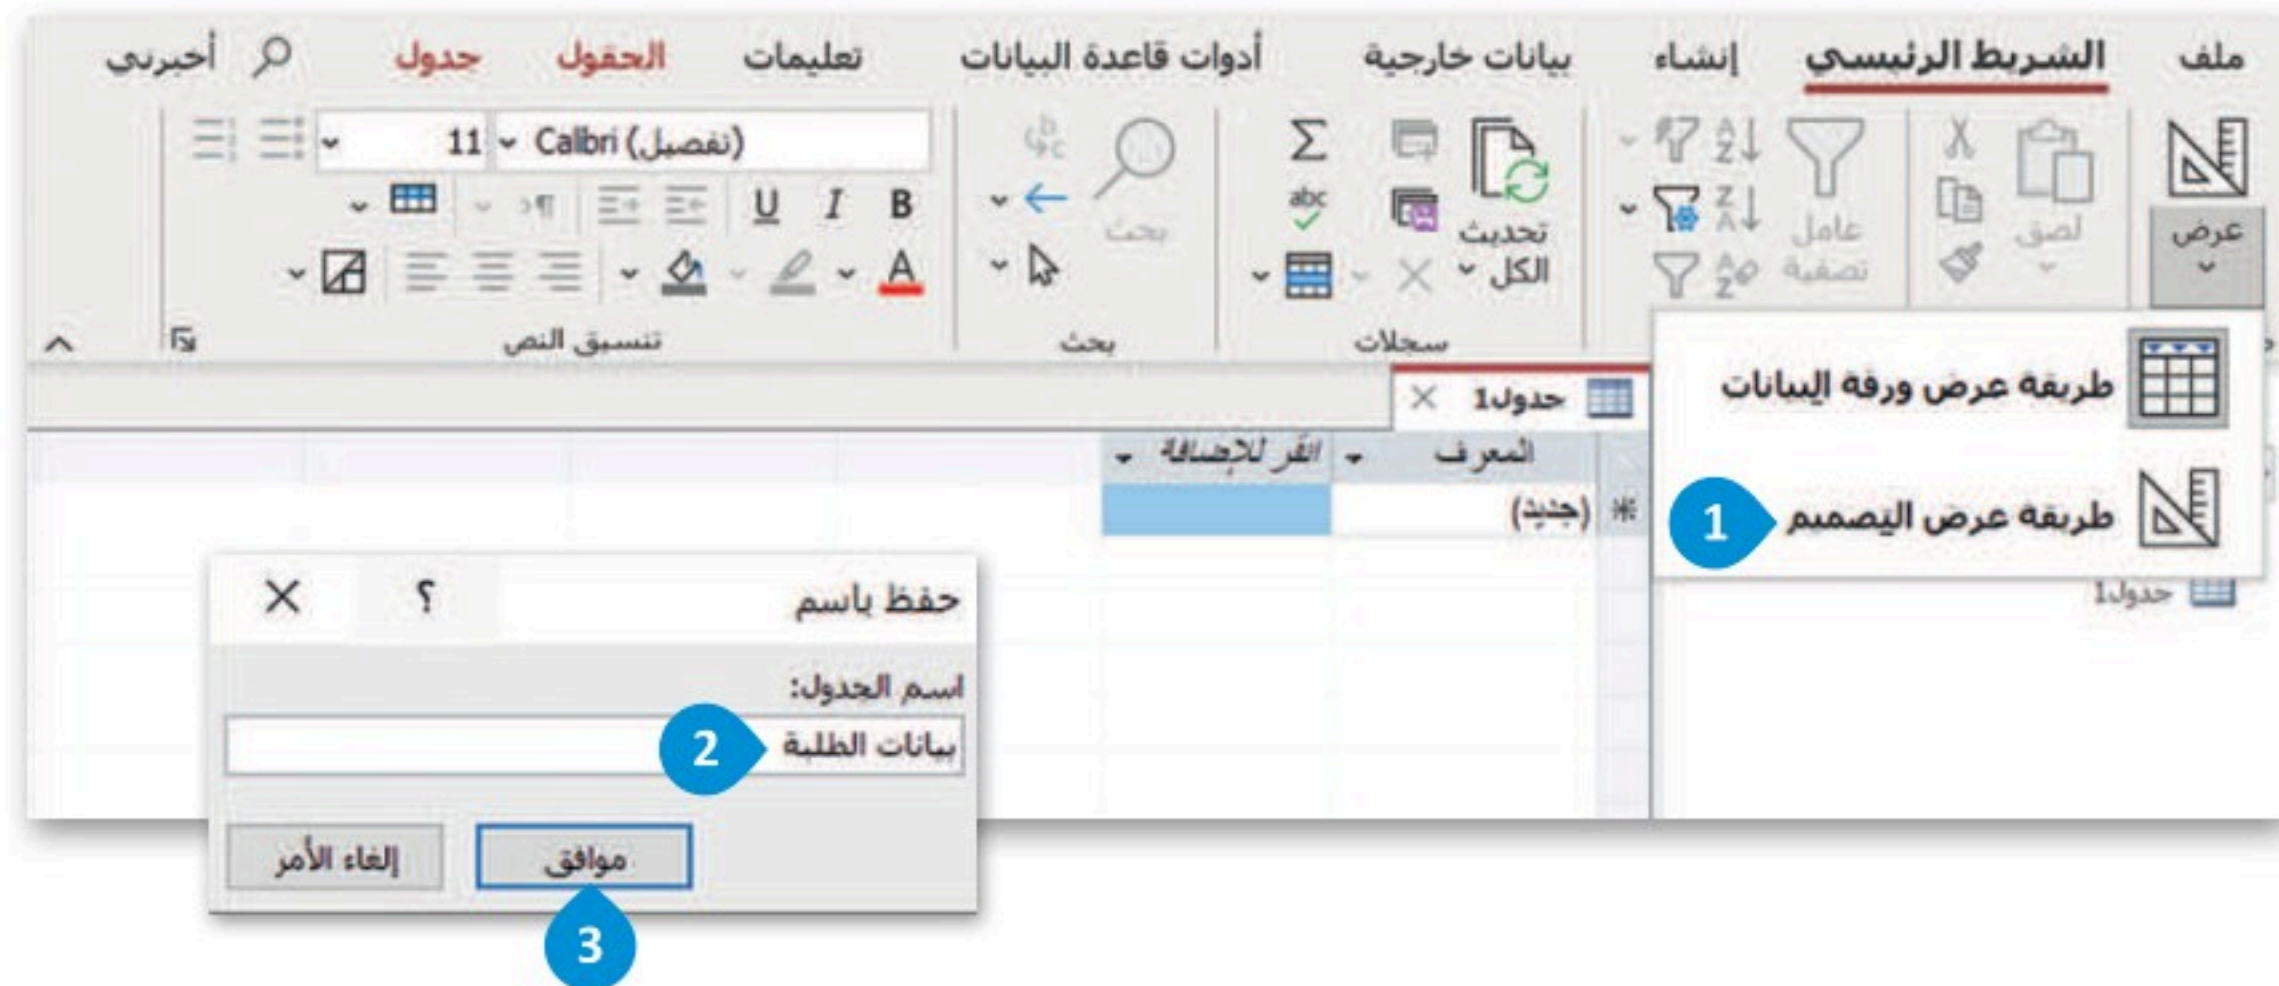 ملف الشريط الرئيسي إنشاء بيانات خارجية أدوات قاعدة البيانات تعليمات الحقول جدول أخبرني
عرض لصق عامل تصفية تحديث الكل بحث Calibri (تفصيل) 11
abc
B I U
A
سجلات بحث تنسيق النص
طريقة عرض ورقة البيانات
1 طريقة عرض التصميم
جدول1
جدول1
المعرف انقر للإضافة
(جديد)
حفظ باسم ؟
اسم الجدول:
بيانات الطلبة 2
موافق إلغاء الأمر
3